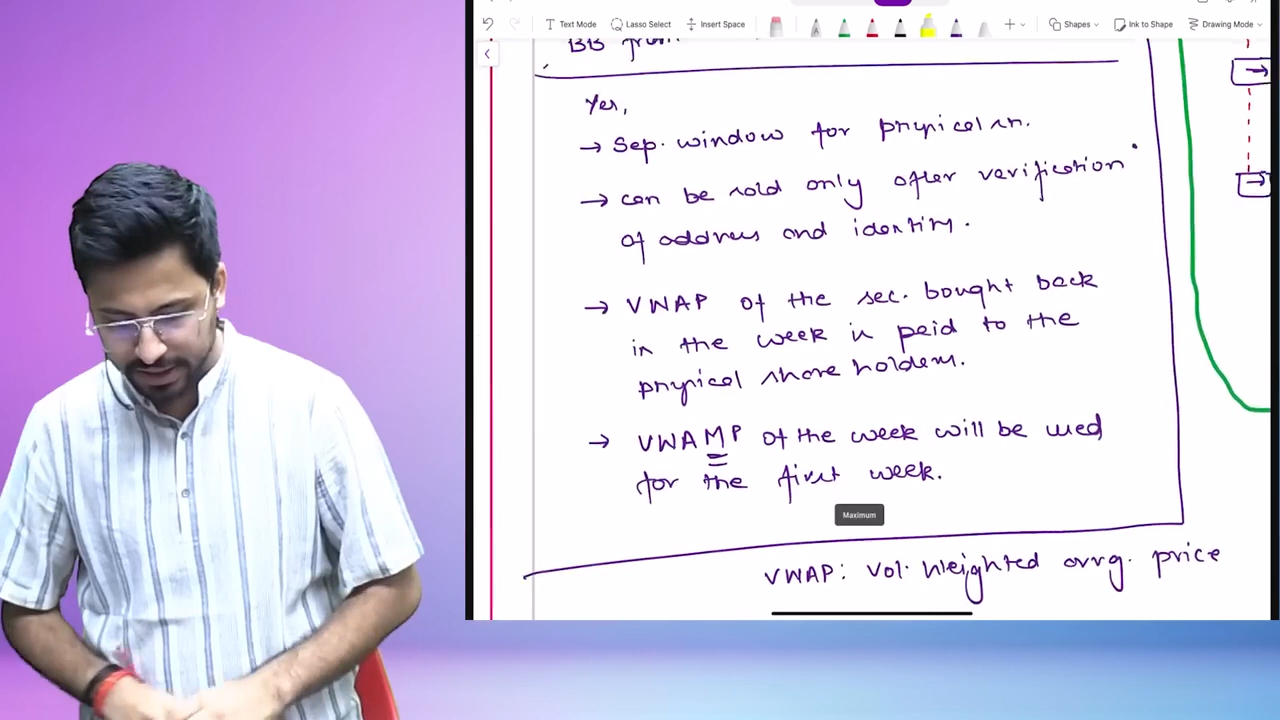 Text Mode Lasso Select Insert Space Shapes Ink to Shape Drawing Mode
BB from
Yes,
→ Sep. window for physical sh.
→ can be sold only after verification
of address and identity.
→ VWAP of the sec. bought back
in the week is paid to the
physical share holders.
→ VWAMP of the week will be used
for the first week.
Maximum
VWAP: Vol. Weighted avrg. price